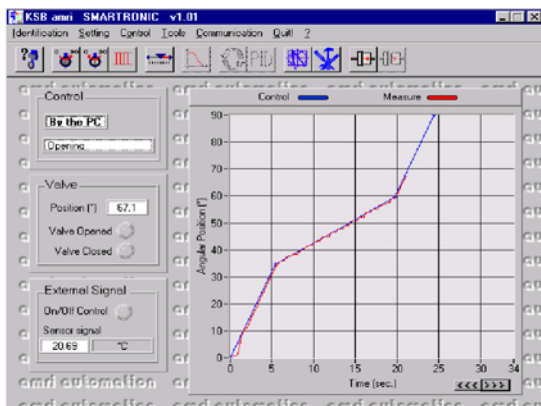 KSB amri SMARTRONIC v1.01
Identification Setting Control Tools Communication Quit! ?
PID
Control
By the PC
Opening
Valve
Position (°) 67.1
Valve Opened
Valve Closed
External Signal
On/Off Control
Sensor signal
20.69 °C
Control Measure
Angular Position (°)
90
80
70
60
50
40
30
20
10
0
0 5 10 15 20 25 30 34
Time (sec.)
<<< >>>
amri automation